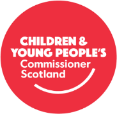 CHILDREN &
YOUNG PEOPLE'S
Commissioner
Scotland